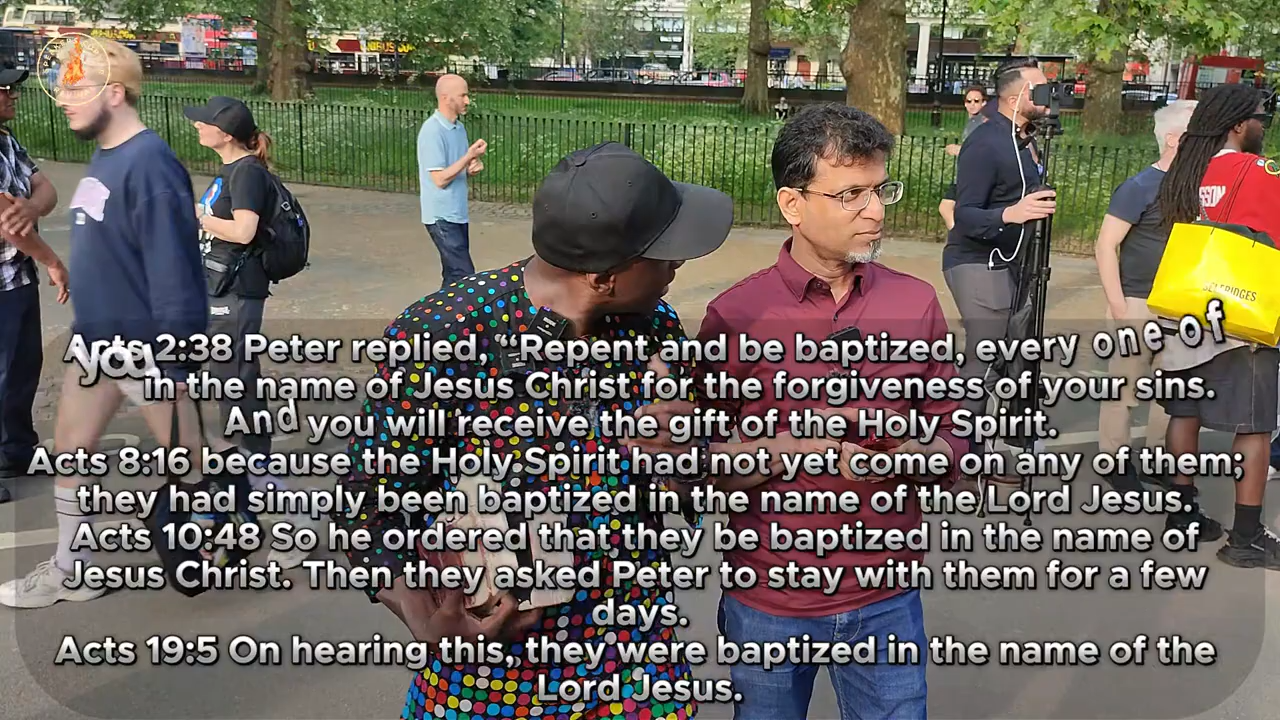 Acts 2:38 Peter replied, “Repent and be baptized, every one of
you in the name of Jesus Christ for the forgiveness of your sins.
And you will receive the gift of the Holy Spirit.
Acts 8:16 because the Holy Spirit had not yet come on any of them;
they had simply been baptized in the name of the Lord Jesus.
Acts 10:48 So he ordered that they be baptized in the name of
Jesus Christ. Then they asked Peter to stay with them for a few
days.
Acts 19:5 On hearing this, they were baptized in the name of the
Lord Jesus.
SELFRIDGES